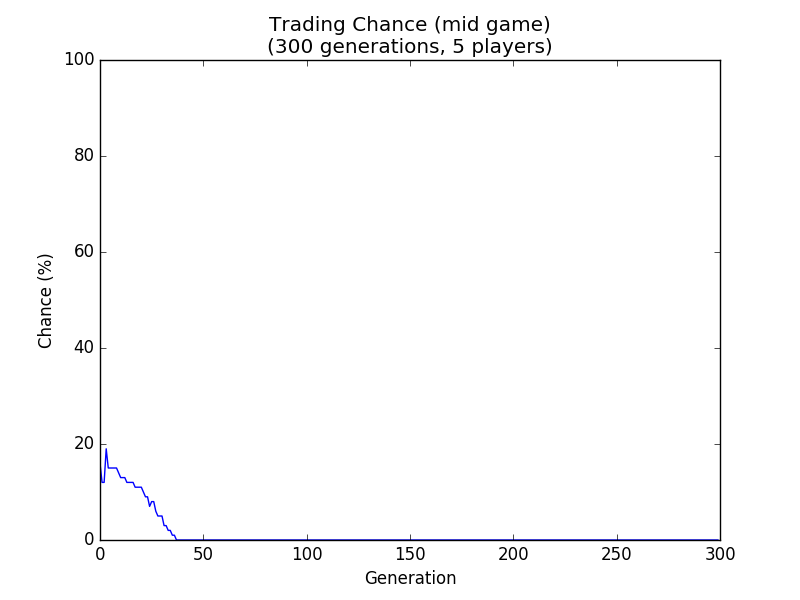 Trading Chance (mid game)
(300 generations, 5 players)
100
80
60
40
20
0
Chance (%)
0 50 100 150 200 250 300
Generation